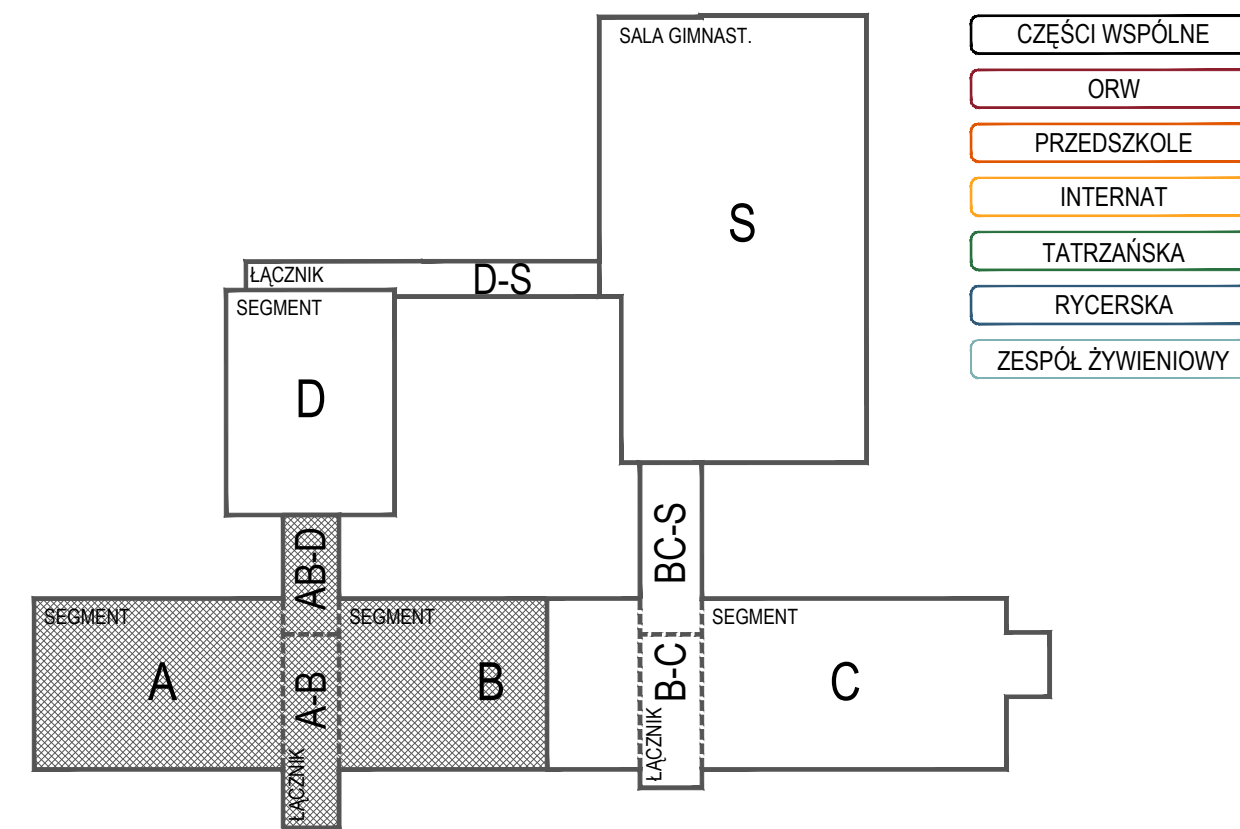 SALA GIMNAST.
S
ŁĄCZNIK
D-S
SEGMENT
D
AB-D
BC-S
SEGMENT
A
ŁĄCZNIK
A-B
SEGMENT
B
ŁĄCZNIK
B-C
SEGMENT
C
CZĘŚCI WSPÓLNE
ORW
PRZEDSZKOLE
INTERNAT
TATRZAŃSKA
RYCERSKA
ZESPÓŁ ŻYWIENIOWY